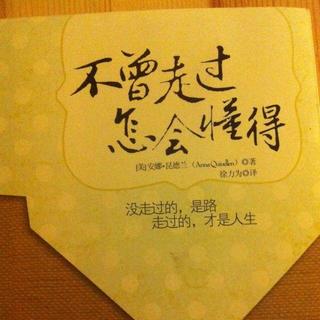 不曾走过
怎会懂得
[美]安娜·昆德兰(Anna Quindlen)◎著
徐力为◎译
没走过的，是路
走过的，才是人生